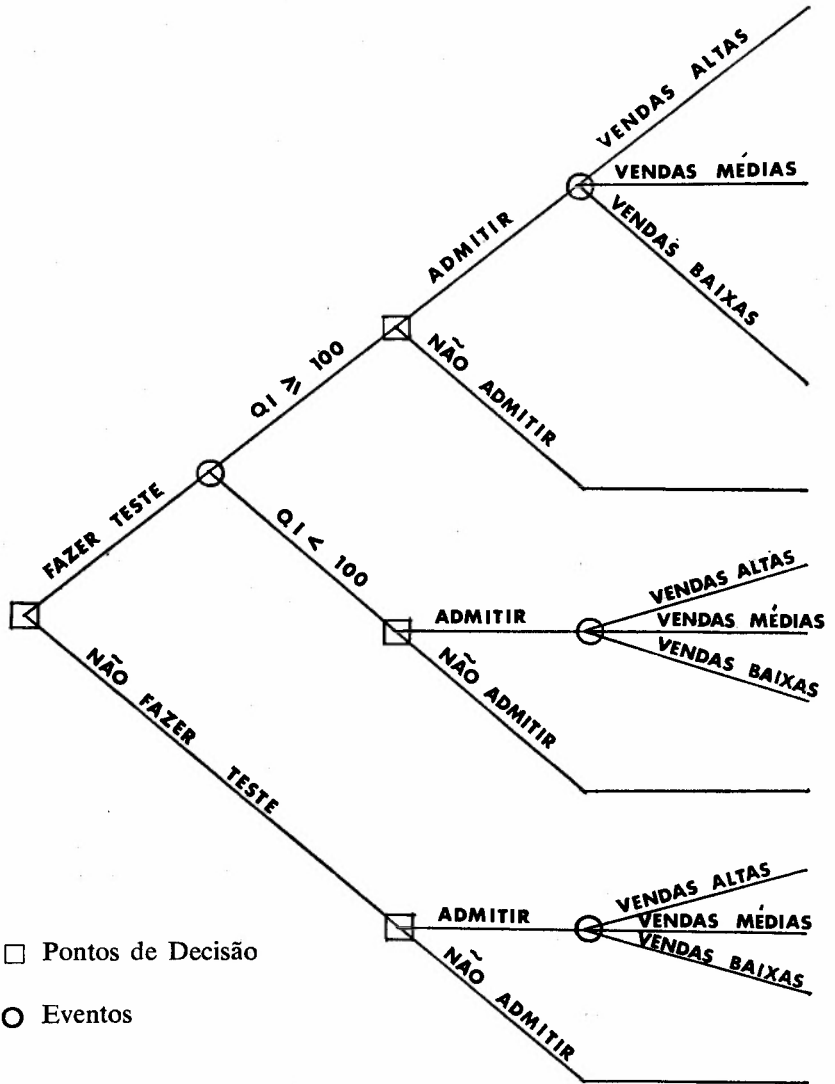 VENDAS ALTAS
VENDAS MÉDIAS
VENDAS BAIXAS
ADMITIR
NÃO ADMITIR
QI ⩾ 100
FAZER TESTE
QI < 100
VENDAS ALTAS
ADMITIR
VENDAS MÉDIAS
VENDAS BAIXAS
NÃO ADMITIR
NÃO FAZER TESTE
VENDAS ALTAS
ADMITIR
VENDAS MÉDIAS
VENDAS BAIXAS
NÃO ADMITIR
□ Pontos de Decisão
O Eventos